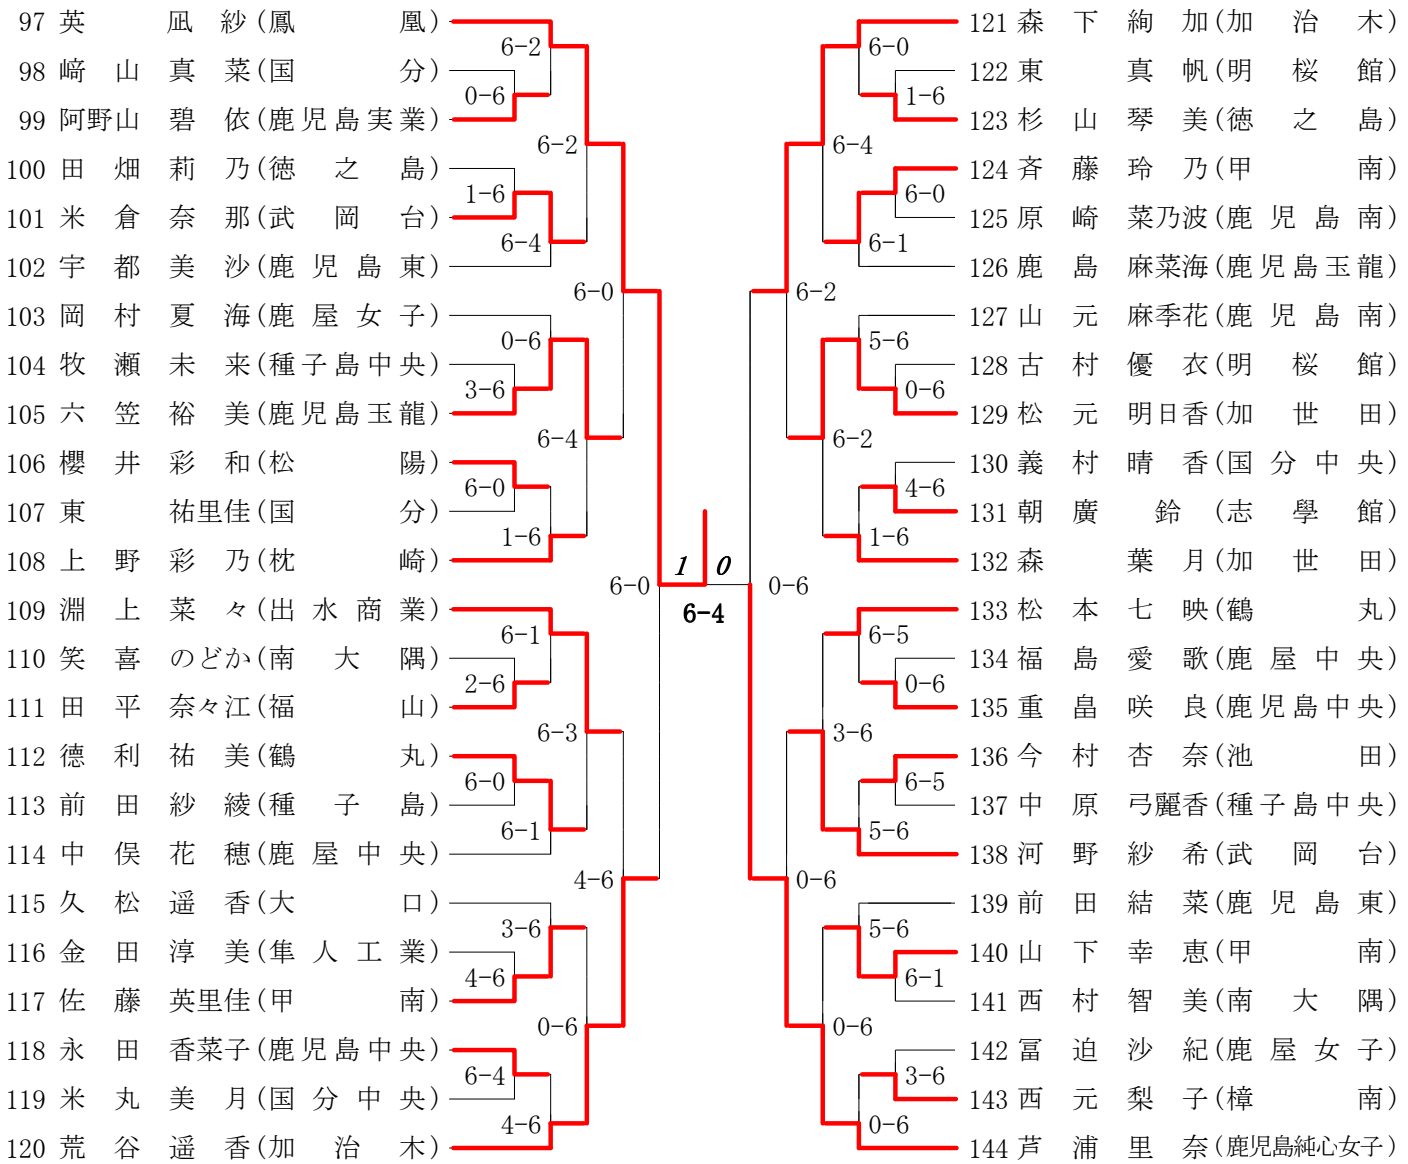 97 英 凪 紗(鳳 凰)
6-2
98 﨑山真菜(国 分)
0-6
99 阿野山碧依(鹿児島実業)
6-2
100 田畑莉乃(徳之島)
1-6
101 米倉奈那(武岡台)
6-4
102 宇都美沙(鹿児島東)
6-0
103 岡村夏海(鹿屋女子)
0-6
104 牧瀬未来(種子島中央)
3-6
105 六笠裕美(鹿児島玉龍)
6-4
106 櫻井彩和(松 陽)
6-0
107 東 祐里佳(国 分)
1-6
108 上野彩乃(枕 崎)
6-0
109 淵上菜々(出水商業)
6-1
110 笑喜のどか(南大隅)
2-6
111 田平奈々江(福 山)
6-3
112 德利祐美(鶴 丸)
6-0
113 前田紗綾(種子島)
6-1
114 中俣花穂(鹿屋中央)
4-6
115 久松遥香(大 口)
3-6
116 金田淳美(隼人工業)
4-6
117 佐藤英里佳(甲 南)
0-6
118 永田香菜子(鹿児島中央)
6-4
119 米丸美月(国分中央)
4-6
120 荒谷遥香(加治木)
1 0
6-4
121 森下絢加(加治木)
6-0
122 東 真帆(明桜館)
1-6
123 杉山琴美(徳之島)
6-4
124 斉藤玲乃(甲 南)
6-0
125 原崎菜乃波(鹿児島南)
6-1
126 鹿島麻菜海(鹿児島玉龍)
6-2
127 山元麻季花(鹿児島南)
5-6
128 古村優衣(明桜館)
0-6
129 松元明日香(加世田)
6-2
130 義村晴香(国分中央)
4-6
131 朝廣 鈴(志學館)
1-6
132 森 葉月(加世田)
0-6
133 松本七映(鶴 丸)
6-5
134 福島愛歌(鹿屋中央)
0-6
135 重畠咲良(鹿児島中央)
3-6
136 今村杏奈(池 田)
6-5
137 中原弓麗香(種子島中央)
5-6
138 河野紗希(武岡台)
0-6
139 前田結菜(鹿児島東)
5-6
140 山下幸恵(甲 南)
6-1
141 西村智美(南大隅)
0-6
142 冨迫沙紀(鹿屋女子)
3-6
143 西元梨子(樟 南)
0-6
144 芦浦里奈(鹿児島純心女子)